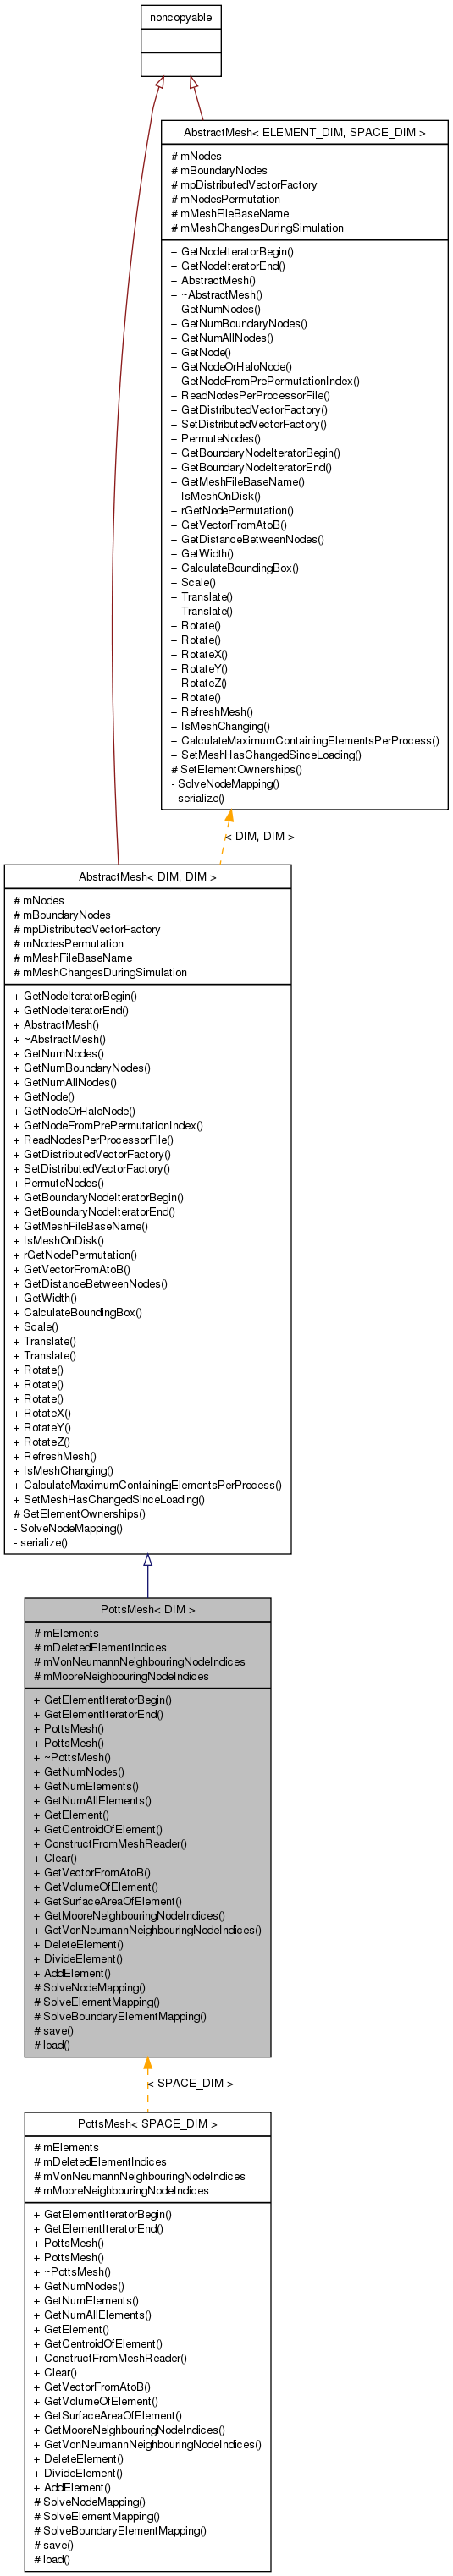 noncopyable
AbstractMesh< ELEMENT_DIM, SPACE_DIM >
# mNodes
# mBoundaryNodes
# mpDistributedVectorFactory
# mNodesPermutation
# mMeshFileBaseName
# mMeshChangesDuringSimulation
+ GetNodeIteratorBegin()
+ GetNodeIteratorEnd()
+ AbstractMesh()
+ ~AbstractMesh()
+ GetNumNodes()
+ GetNumBoundaryNodes()
+ GetNumAllNodes()
+ GetNode()
+ GetNodeOrHaloNode()
+ GetNodeFromPrePermutationIndex()
+ ReadNodesPerProcessorFile()
+ GetDistributedVectorFactory()
+ SetDistributedVectorFactory()
+ PermuteNodes()
+ GetBoundaryNodeIteratorBegin()
+ GetBoundaryNodeIteratorEnd()
+ GetMeshFileBaseName()
+ IsMeshOnDisk()
+ rGetNodePermutation()
+ GetVectorFromAtoB()
+ GetDistanceBetweenNodes()
+ GetWidth()
+ CalculateBoundingBox()
+ Scale()
+ Translate()
+ Translate()
+ Rotate()
+ Rotate()
+ RotateX()
+ RotateY()
+ RotateZ()
+ Rotate()
+ RefreshMesh()
+ IsMeshChanging()
+ CalculateMaximumContainingElementsPerProcess()
+ SetMeshHasChangedSinceLoading()
# SetElementOwnerships()
- SolveNodeMapping()
- serialize()
< DIM, DIM >
AbstractMesh< DIM, DIM >
# mNodes
# mBoundaryNodes
# mpDistributedVectorFactory
# mNodesPermutation
# mMeshFileBaseName
# mMeshChangesDuringSimulation
+ GetNodeIteratorBegin()
+ GetNodeIteratorEnd()
+ AbstractMesh()
+ ~AbstractMesh()
+ GetNumNodes()
+ GetNumBoundaryNodes()
+ GetNumAllNodes()
+ GetNode()
+ GetNodeOrHaloNode()
+ GetNodeFromPrePermutationIndex()
+ ReadNodesPerProcessorFile()
+ GetDistributedVectorFactory()
+ SetDistributedVectorFactory()
+ PermuteNodes()
+ GetBoundaryNodeIteratorBegin()
+ GetBoundaryNodeIteratorEnd()
+ GetMeshFileBaseName()
+ IsMeshOnDisk()
+ rGetNodePermutation()
+ GetVectorFromAtoB()
+ GetDistanceBetweenNodes()
+ GetWidth()
+ CalculateBoundingBox()
+ Scale()
+ Translate()
+ Translate()
+ Rotate()
+ Rotate()
+ Rotate()
+ RotateX()
+ RotateY()
+ RotateZ()
+ RefreshMesh()
+ IsMeshChanging()
+ CalculateMaximumContainingElementsPerProcess()
+ SetMeshHasChangedSinceLoading()
# SetElementOwnerships()
- SolveNodeMapping()
- serialize()
PottsMesh< DIM >
# mElements
# mDeletedElementIndices
# mVonNeumannNeighbouringNodeIndices
# mMooreNeighbouringNodeIndices
+ GetElementIteratorBegin()
+ GetElementIteratorEnd()
+ PottsMesh()
+ PottsMesh()
+ ~PottsMesh()
+ GetNumNodes()
+ GetNumElements()
+ GetNumAllElements()
+ GetElement()
+ GetCentroidOfElement()
+ ConstructFromMeshReader()
+ Clear()
+ GetVectorFromAtoB()
+ GetVolumeOfElement()
+ GetSurfaceAreaOfElement()
+ GetMooreNeighbouringNodeIndices()
+ GetVonNeumannNeighbouringNodeIndices()
+ DeleteElement()
+ DivideElement()
+ AddElement()
# SolveNodeMapping()
# SolveElementMapping()
# SolveBoundaryElementMapping()
# save()
# load()
< SPACE_DIM >
PottsMesh< SPACE_DIM >
# mElements
# mDeletedElementIndices
# mVonNeumannNeighbouringNodeIndices
# mMooreNeighbouringNodeIndices
+ GetElementIteratorBegin()
+ GetElementIteratorEnd()
+ PottsMesh()
+ PottsMesh()
+ ~PottsMesh()
+ GetNumNodes()
+ GetNumElements()
+ GetNumAllElements()
+ GetElement()
+ GetCentroidOfElement()
+ ConstructFromMeshReader()
+ Clear()
+ GetVectorFromAtoB()
+ GetVolumeOfElement()
+ GetSurfaceAreaOfElement()
+ GetMooreNeighbouringNodeIndices()
+ GetVonNeumannNeighbouringNodeIndices()
+ DeleteElement()
+ DivideElement()
+ AddElement()
# SolveNodeMapping()
# SolveElementMapping()
# SolveBoundaryElementMapping()
# save()
# load()